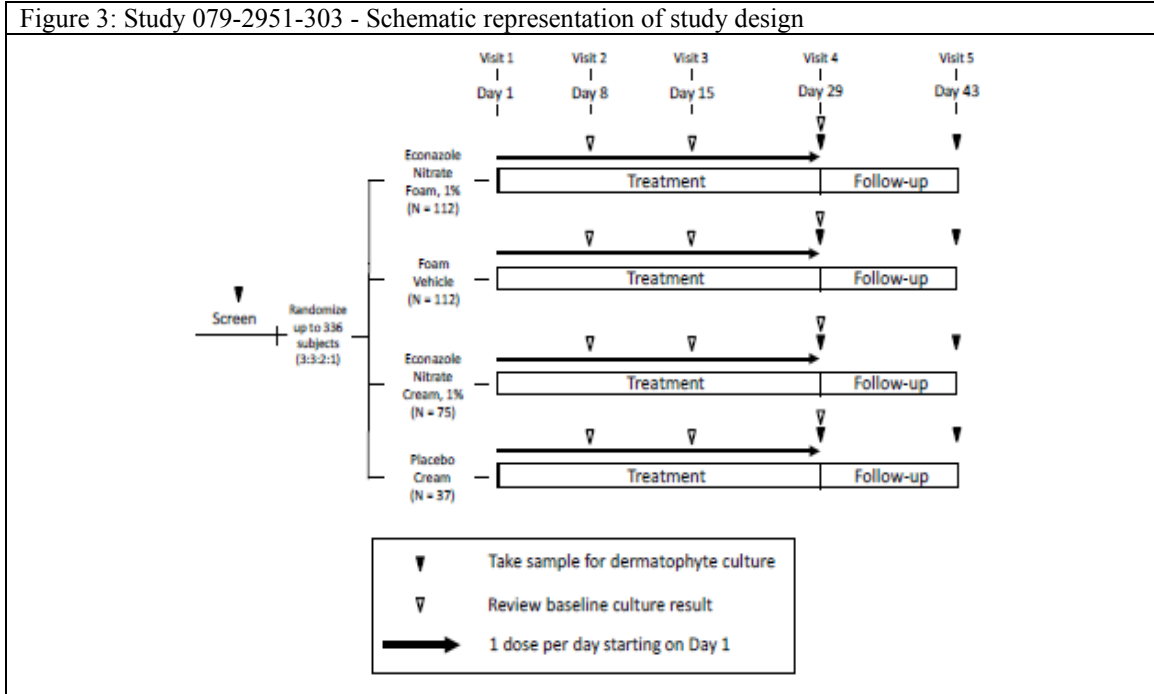 Figure 3: Study 079-2951-303 - Schematic representation of study design
Visit 1
Visit 2
Visit 3
Visit 4
Visit 5
Day 1
Day 8
Day 15
Day 29
Day 43
Screen
Randomize
up to 336
subjects
(3:3:2:1)
Econazole
Nitrate
Foam, 1%
(N = 112)
Treatment
Follow-up
Foam
Vehicle
(N = 112)
Treatment
Follow-up
Econazole
Nitrate
Cream, 1%
(N = 75)
Treatment
Follow-up
Placebo
Cream
(N = 37)
Treatment
Follow-up
Take sample for dermatophyte culture
Review baseline culture result
1 dose per day starting on Day 1